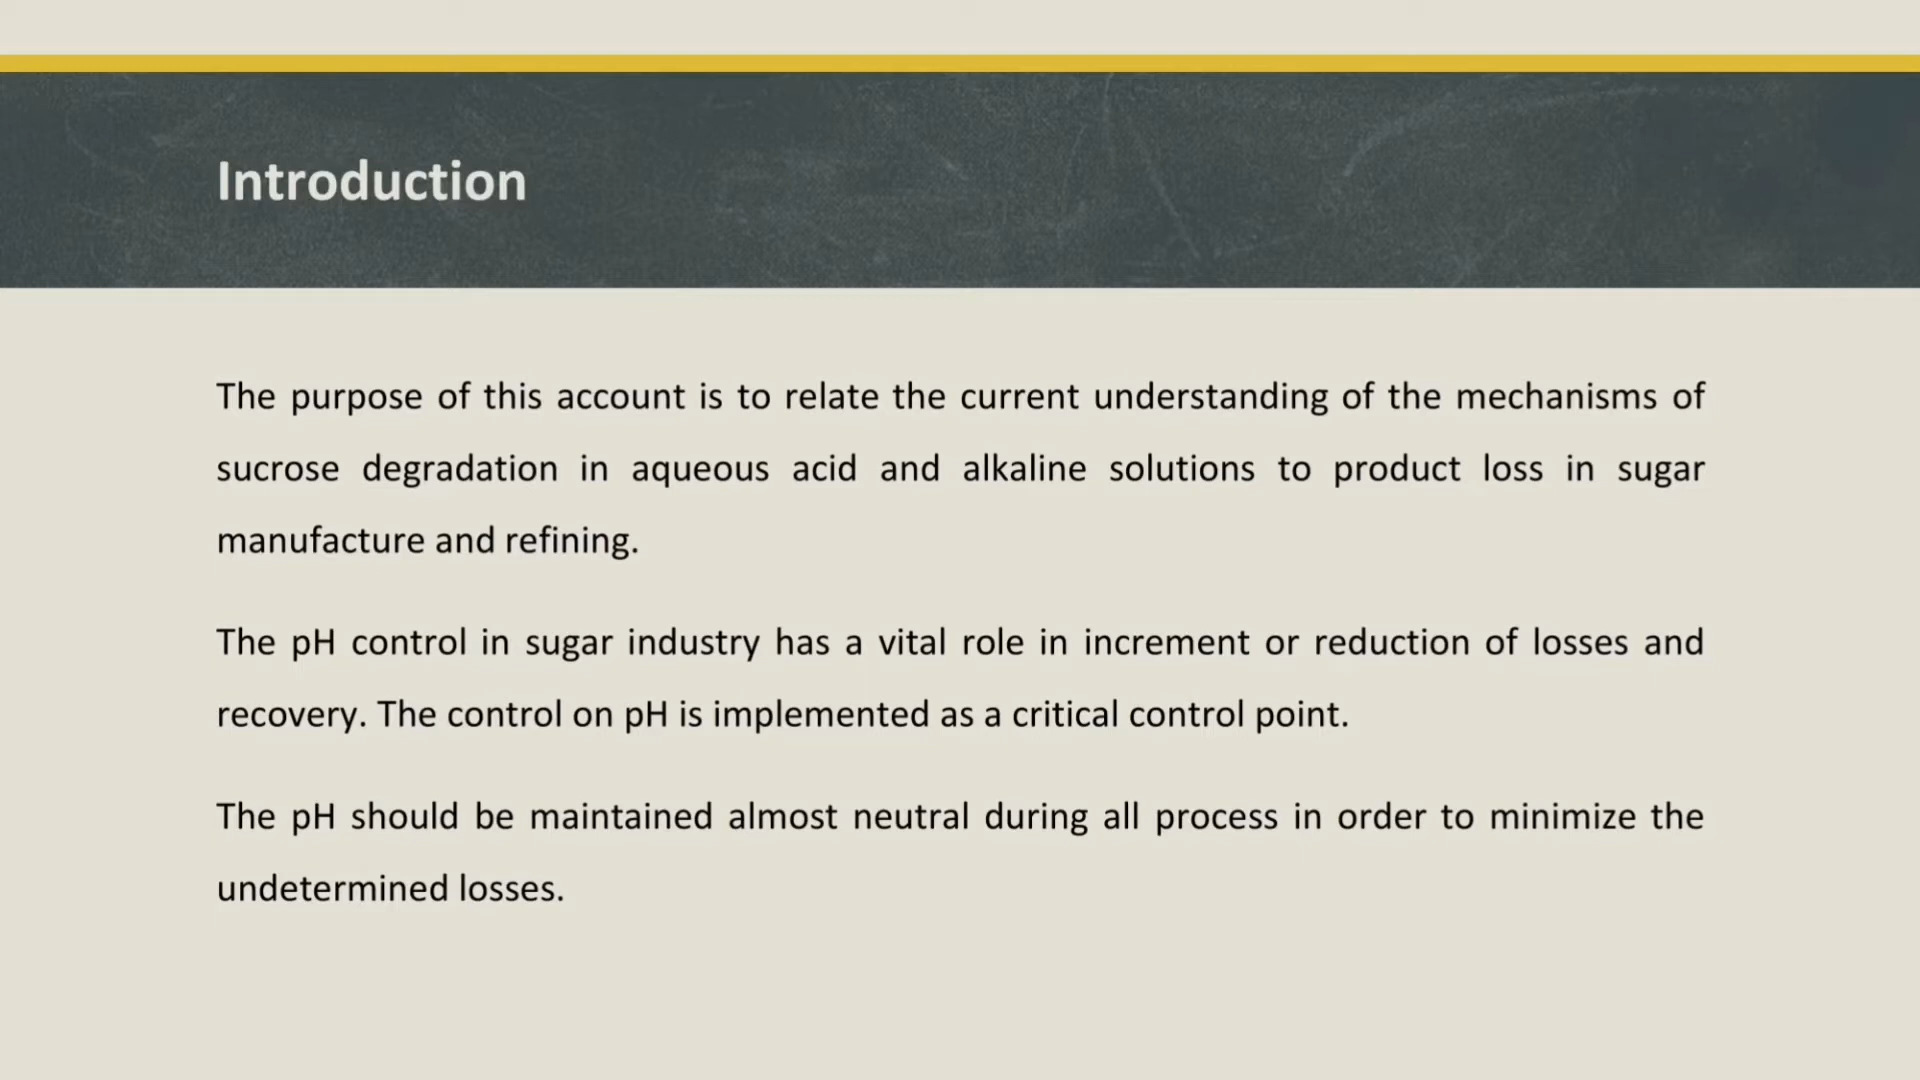 Introduction
The purpose of this account is to relate the current understanding of the mechanisms of
sucrose degradation in aqueous acid and alkaline solutions to product loss in sugar
manufacture and refining.
The pH control in sugar industry has a vital role in increment or reduction of losses and
recovery. The control on pH is implemented as a critical control point.
The pH should be maintained almost neutral during all process in order to minimize the
undetermined losses.